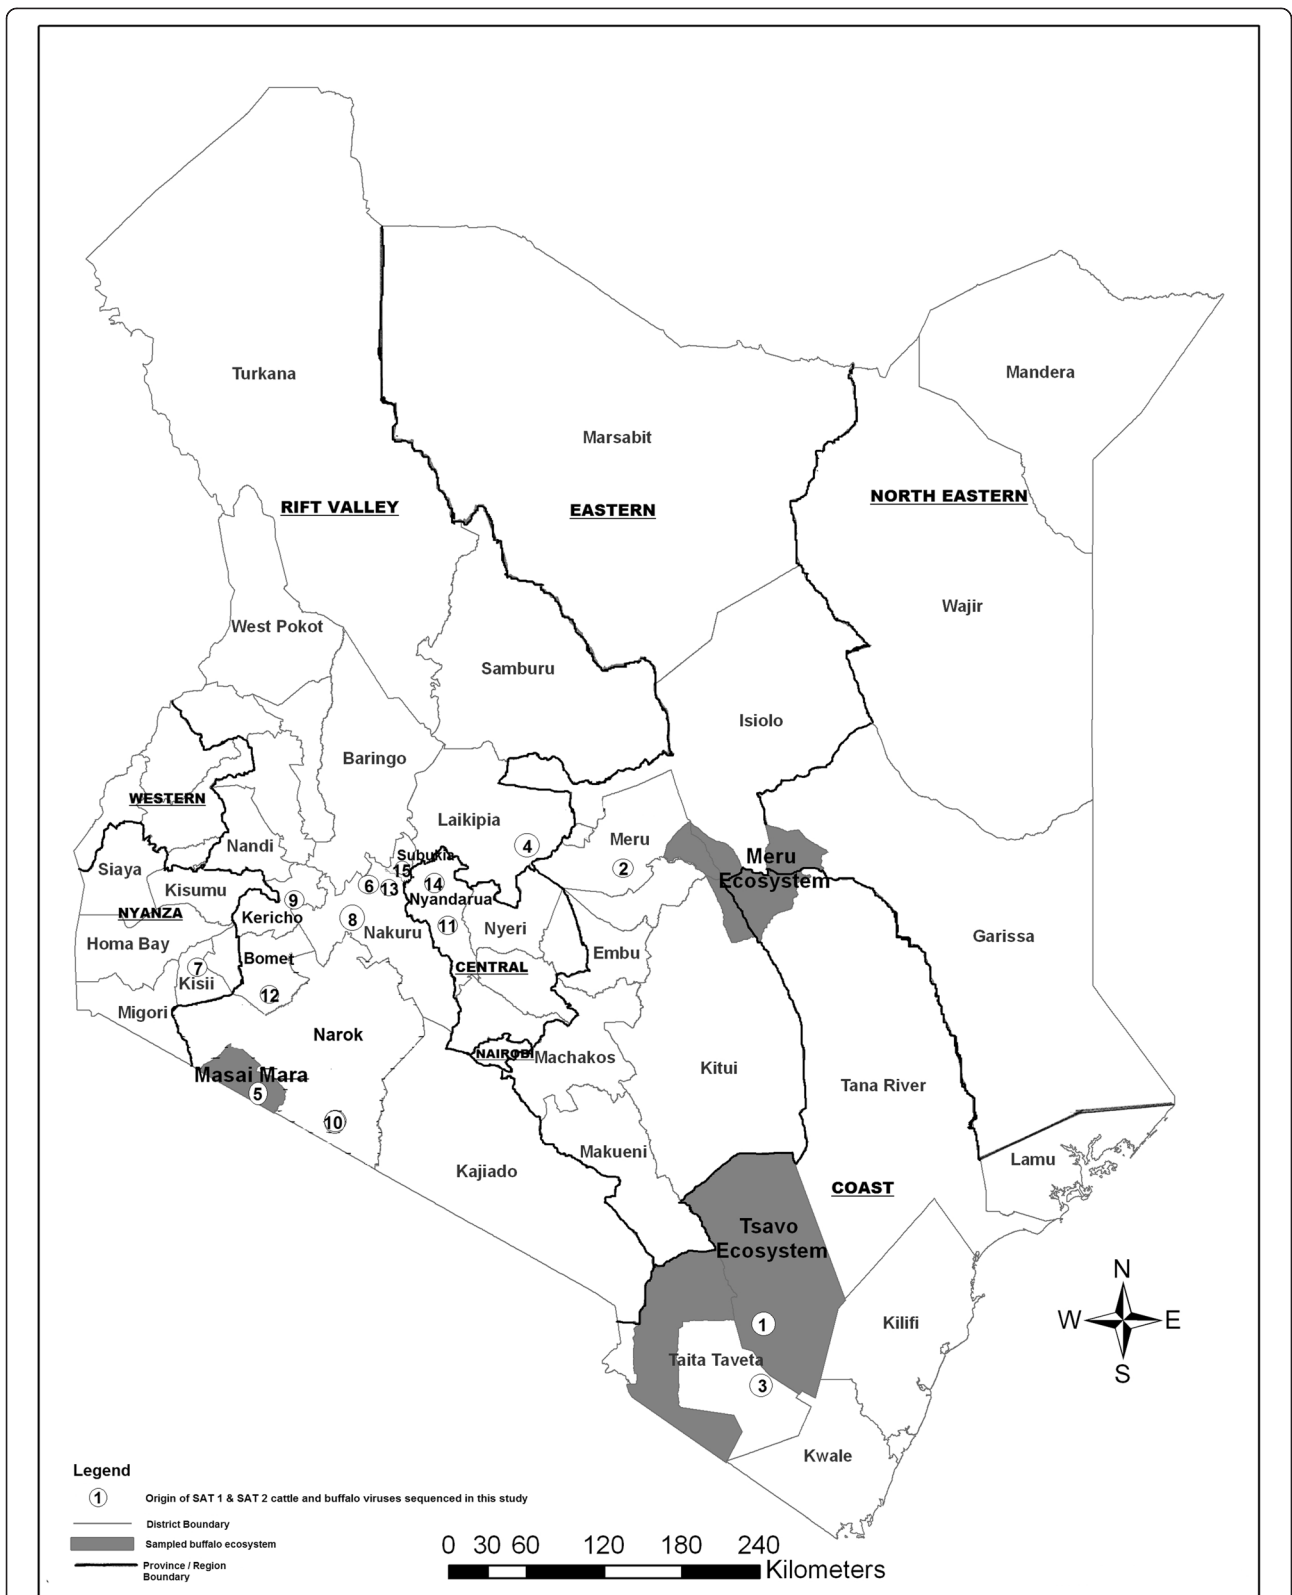 Turkana
Mandera
Marsabit
NORTH EASTERN
RIFT VALLEY
EASTERN
Wajir
West Pokot
Samburu
Isiolo
Baringo
WESTERN
Laikipia
Meru
4
Nandi
Subukia
Meru
Ecosystem
Siaya
15
2
Kisumu
6
13
14
9
Nyandarua
NYANZA
Kericho
8
11
Nakuru
Nyeri
Garissa
Homa Bay
Embu
Bomet
7
CENTRAL
Kisii
12
Migori
Narok
NAIROBI
Machakos
Kitui
Masai Mara
5
Tana River
10
Makueni
Lamu
Kajiado
COAST
Tsavo
Ecosystem
N
W
E
S
1
Kilifi
Taita Taveta
3
Kwale
Legend
1
Origin of SAT 1 & SAT 2 cattle and buffalo viruses sequenced in this study
District Boundary
Sampled buffalo ecosystem
Province / Region
Boundary
0 30 60 120 180 240
Kilometers